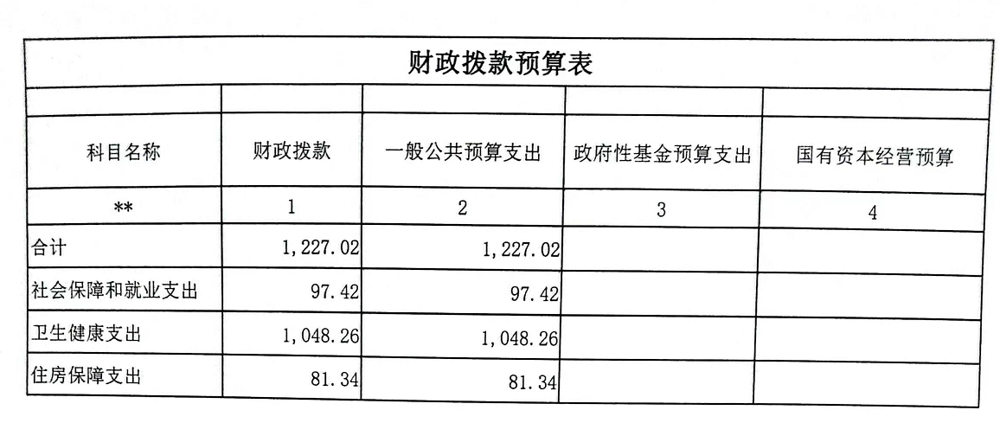 财政拨款预算表
科目名称 财政拨款 一般公共预算支出 政府性基金预算支出 国有资本经营预算
** 1 2 3 4
合计 1,227.02 1,227.02
社会保障和就业支出 97.42 97.42
卫生健康支出 1,048.26 1,048.26
住房保障支出 81.34 81.34